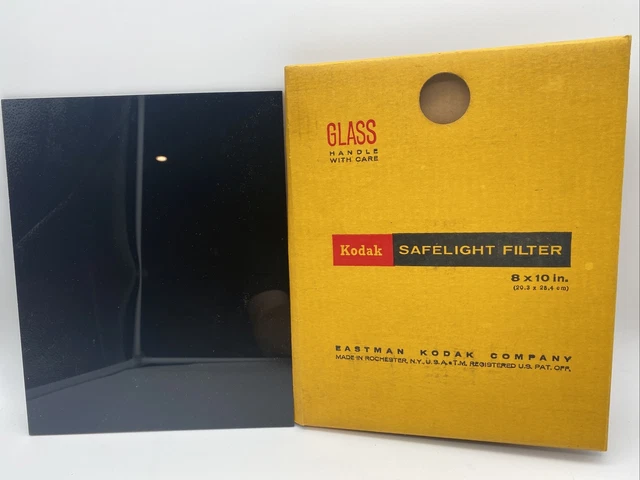 GLASS
HANDLE
WITH CARE
Kodak SAFELIGHT FILTER
8 x 10 in.
(20.3 x 25.4 cm)
EASTMAN KODAK COMPANY
MADE IN ROCHESTER, N.Y. U.S.A. • T.M. REGISTERED U.S. PAT. OFF.